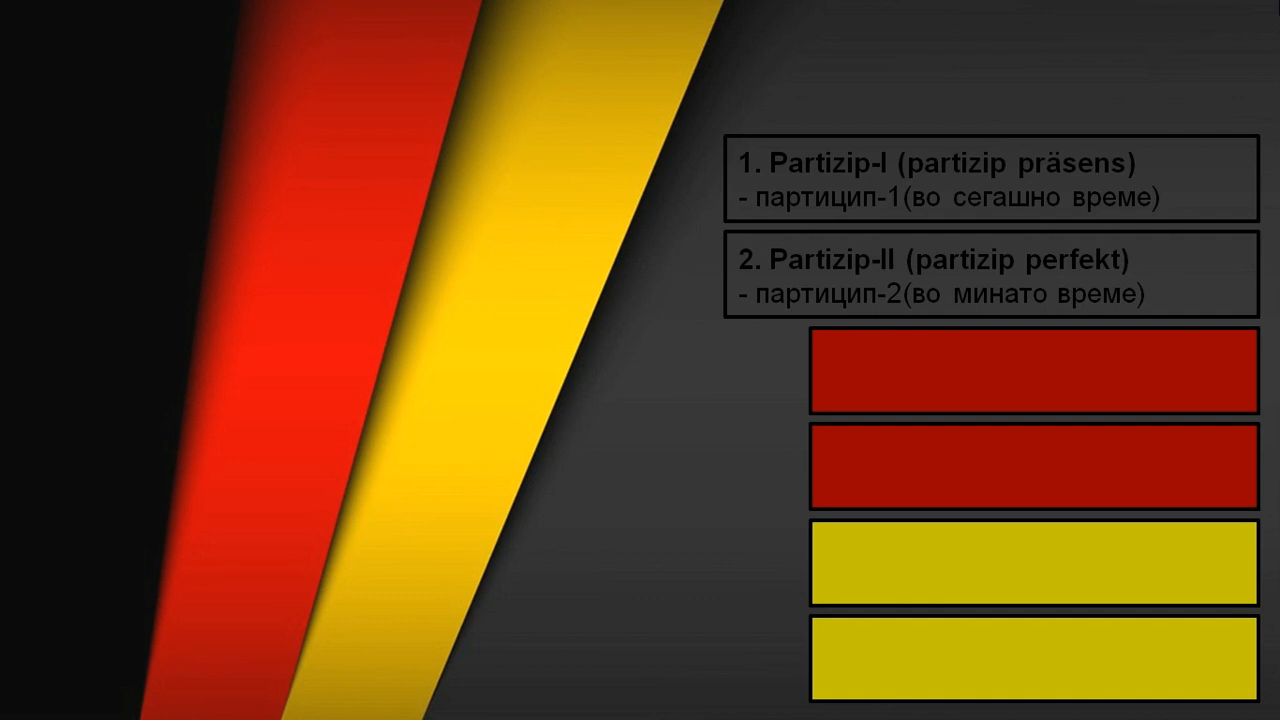 1. Partizip-I (partizip präsens)
- партицип-1(во сегашно време)
2. Partizip-II (partizip perfekt)
- партицип-2(во минато време)